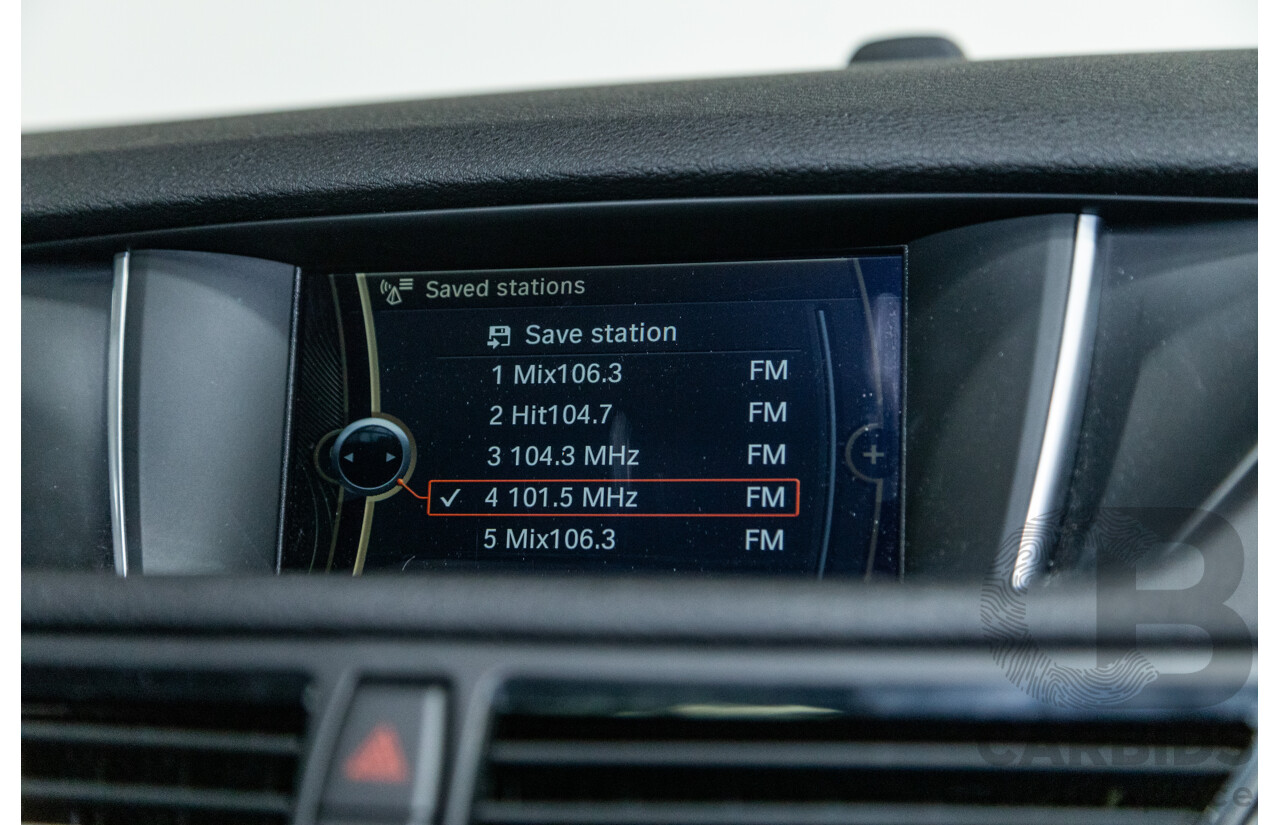 Saved stations
Save station
1 Mix106.3 FM
2 Hit104.7 FM
3 104.3 MHz FM
✓ 4 101.5 MHz FM
5 Mix106.3 FM
CB
CARBIDS